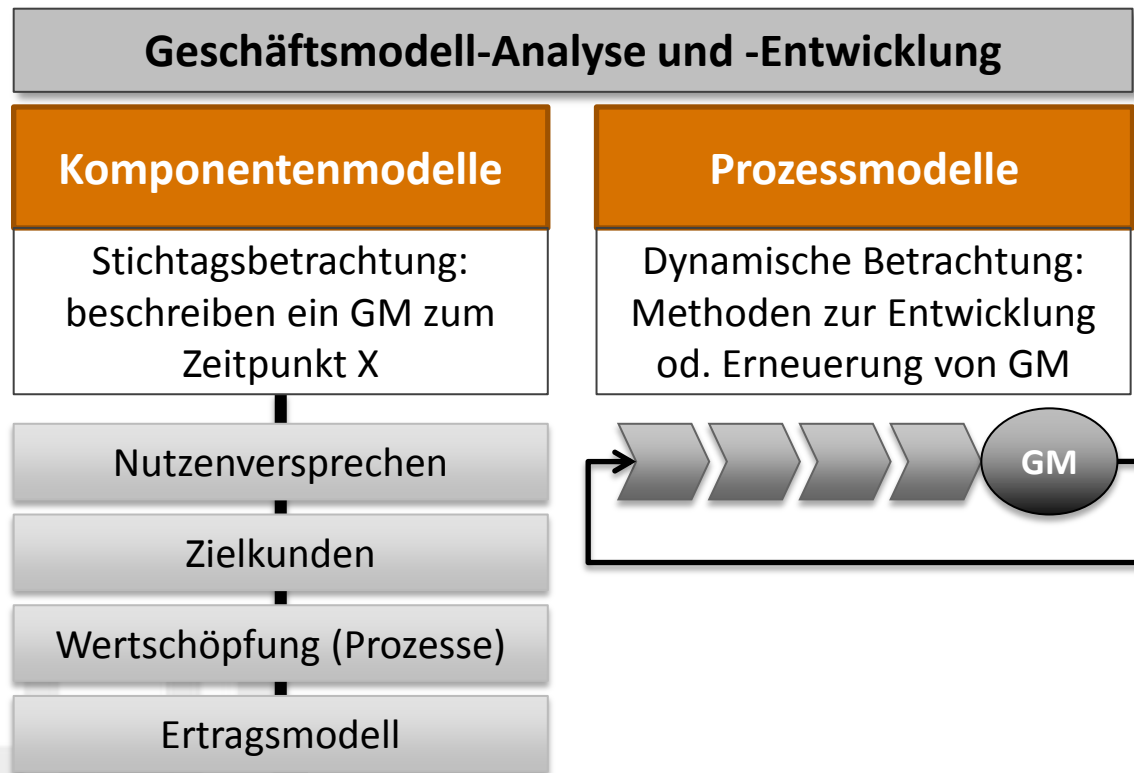 Geschäftsmodell-Analyse und -Entwicklung
Komponentenmodelle
Stichtagsbetrachtung:
beschreiben ein GM zum
Zeitpunkt X
Nutzenversprechen
Zielkunden
Wertschöpfung (Prozesse)
Ertragsmodell
Prozessmodelle
Dynamische Betrachtung:
Methoden zur Entwicklung
od. Erneuerung von GM
GM